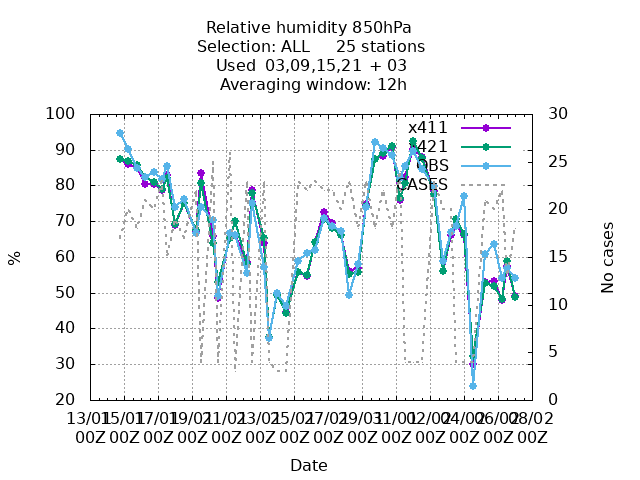 Relative humidity 850hPa
Selection: ALL 25 stations
Used 03,09,15,21 + 03
Averaging window: 12h
x411
x421
OBS
CASES
100
90
80
70
60
50
40
30
20
30
25
20
15
10
5
0
%
No cases
13/01 15/01 17/01 19/01 21/01 23/01 25/01 27/01 29/01 31/01 02/02 04/02 06/02 08/02
00Z 00Z 00Z 00Z 00Z 00Z 00Z 00Z 00Z 00Z 00Z 00Z 00Z 00Z
Date